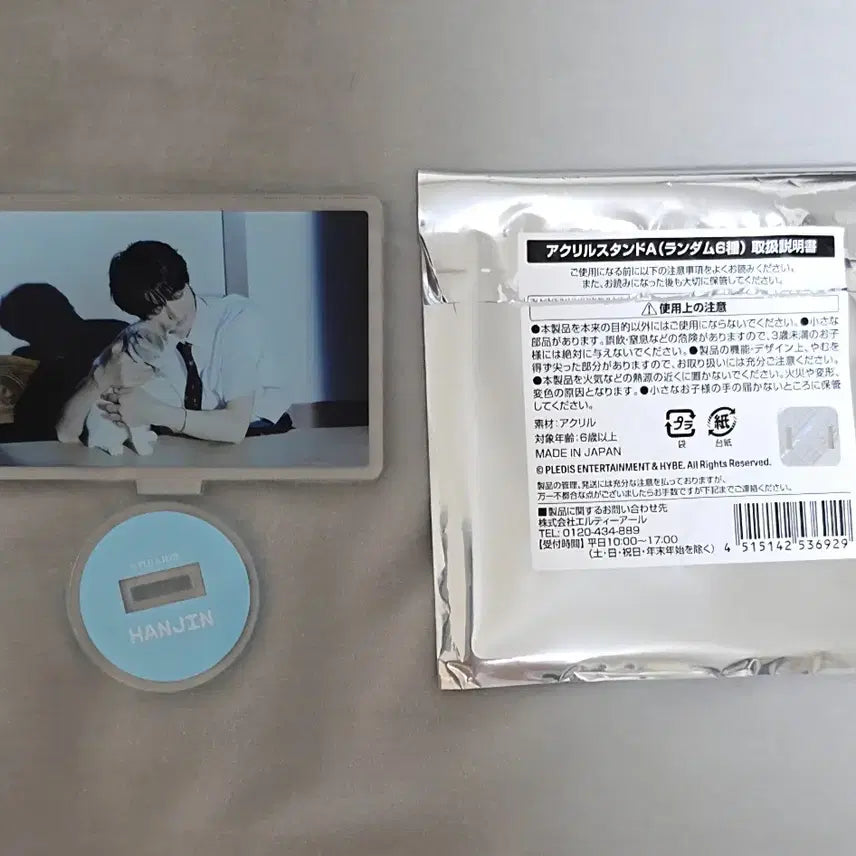 HANJIN
アクリルスタンドA(ランダム6種) 取扱説明書
ご使用になる前に以下の注意事項をよくお読みください。
また、お読みになった後も大切に保管してください。
⚠使用上の注意
●本製品を本来の目的以外にはご使用にならないでください。●小さな
部品があります。誤飲・窒息などの危険がありますので、3歳未満のお子
様には絶対に与えないでください。●製品の機能・デザイン上、やむを
得ず尖った部分がありますので、お取り扱いには充分ご注意ください。
●本製品を火気などの熱源の近くに置かないでください。火災や変形、
変色の原因となります。●小さなお子様の手の届かないところに保管
してください。
素材:アクリル
対象年齢:6歳以上
MADE IN JAPAN
プラ
袋
紙
台紙
© PLEDIS ENTERTAINMENT & HYBE. All Rights Reserved.
製品の管理、発送には充分な注意を払っておりますが、
万一不都合な点がございましたらお手数ですが下記までご連絡ください。
■製品に関するお問い合わせ先
株式会社エルティーアール
TEL: 0120-434-889
【受付時間】平日10:00〜17:00
(土・日・祝日・年末年始を除く)
4 515142 536929